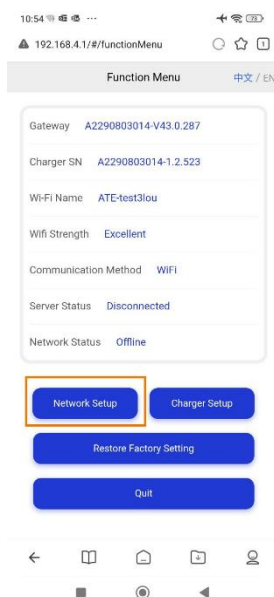 10:54
192.168.4.1/#/functionMenu
Function Menu 中文 / EN
Gateway A2290803014-V43.0.287
Charger SN A2290803014-1.2.523
Wi-Fi Name ATE-test3lou
Wifi Strength Excellent
Communication Method WiFi
Server Status Disconnected
Network Status Offline
Network Setup Charger Setup
Restore Factory Setting
Quit